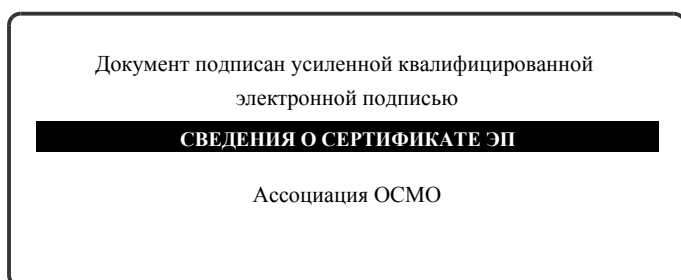 Документ подписан усиленной квалифицированной
электронной подписью
СВЕДЕНИЯ О СЕРТИФИКАТЕ ЭП
Ассоциация ОСМО